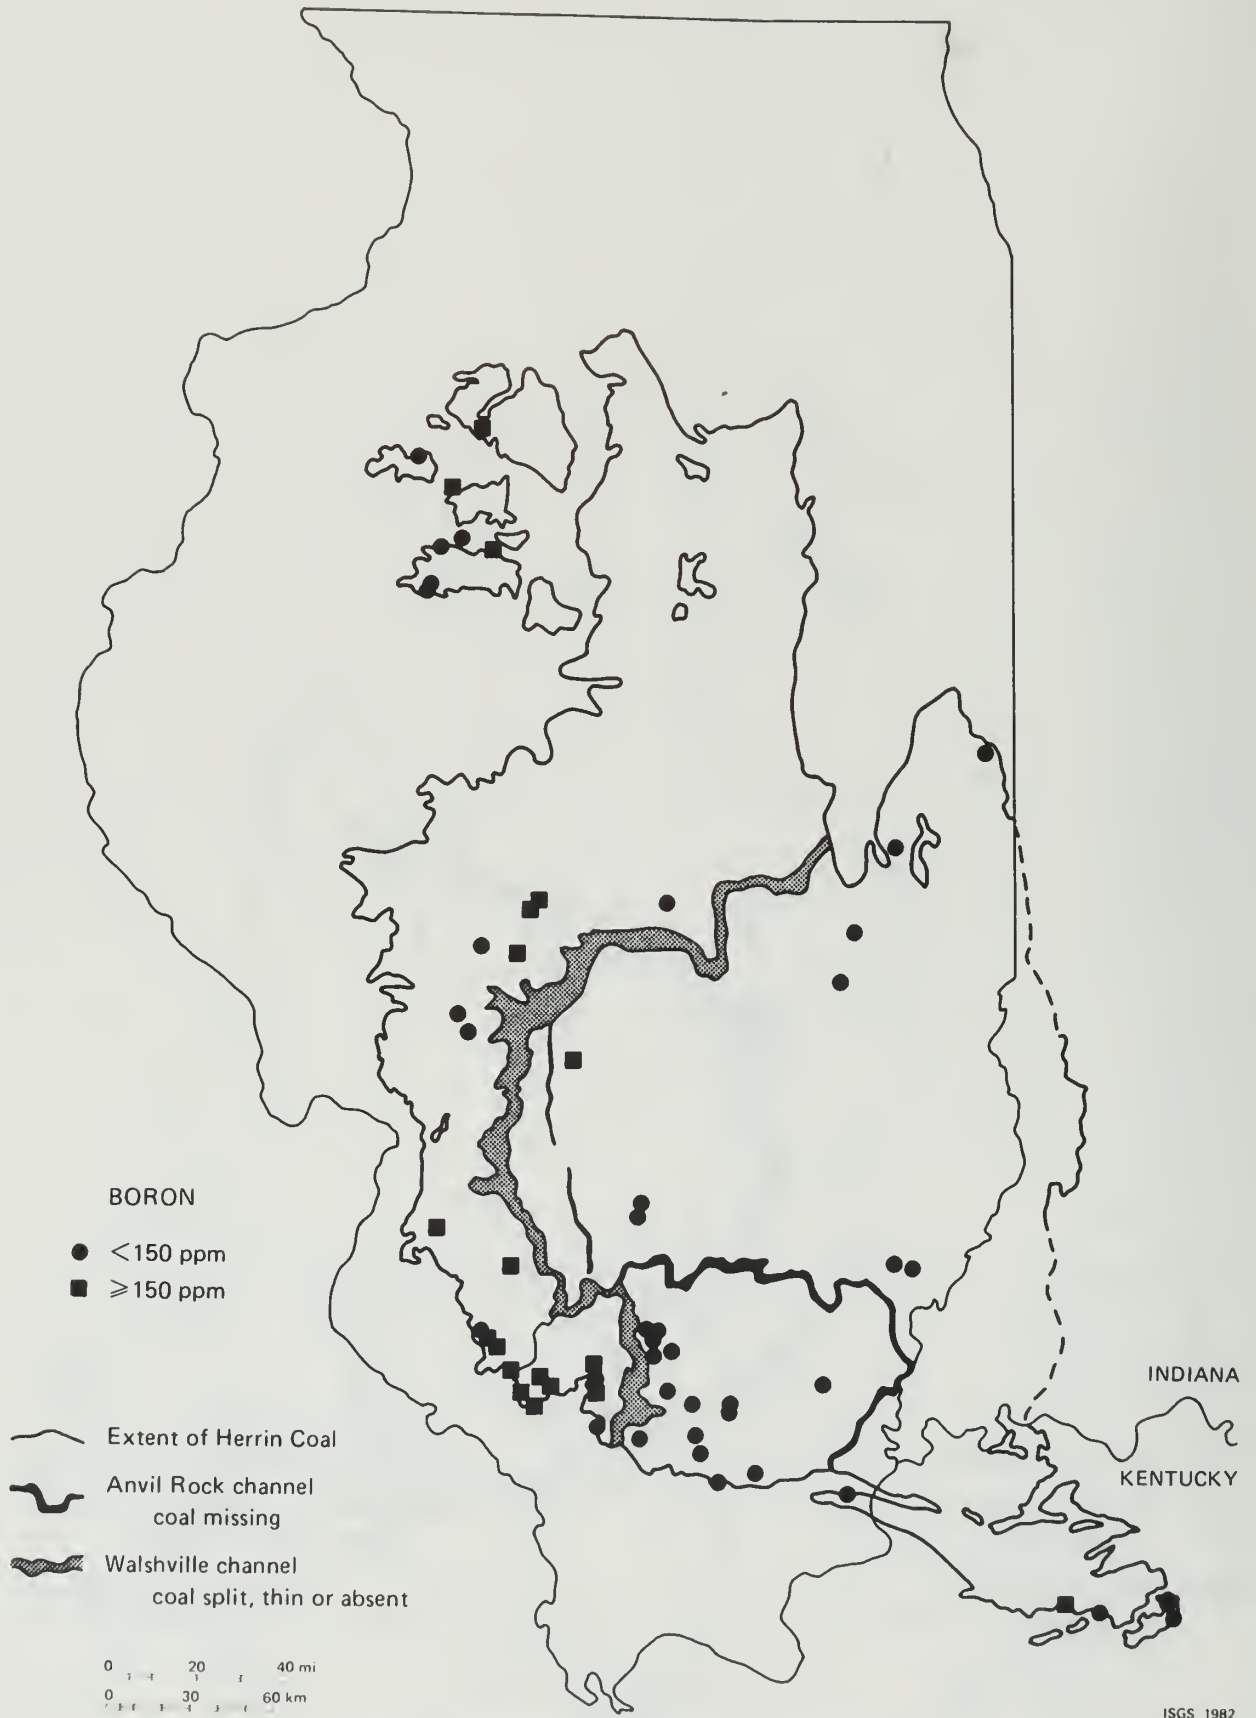 BORON
<150 ppm
⩾150 ppm
INDIANA
KENTUCKY
Extent of Herrin Coal
Anvil Rock channel
coal missing
Walshville channel
coal split, thin or absent
0 20 40 mi
0 30 60 km
ISGS 1982